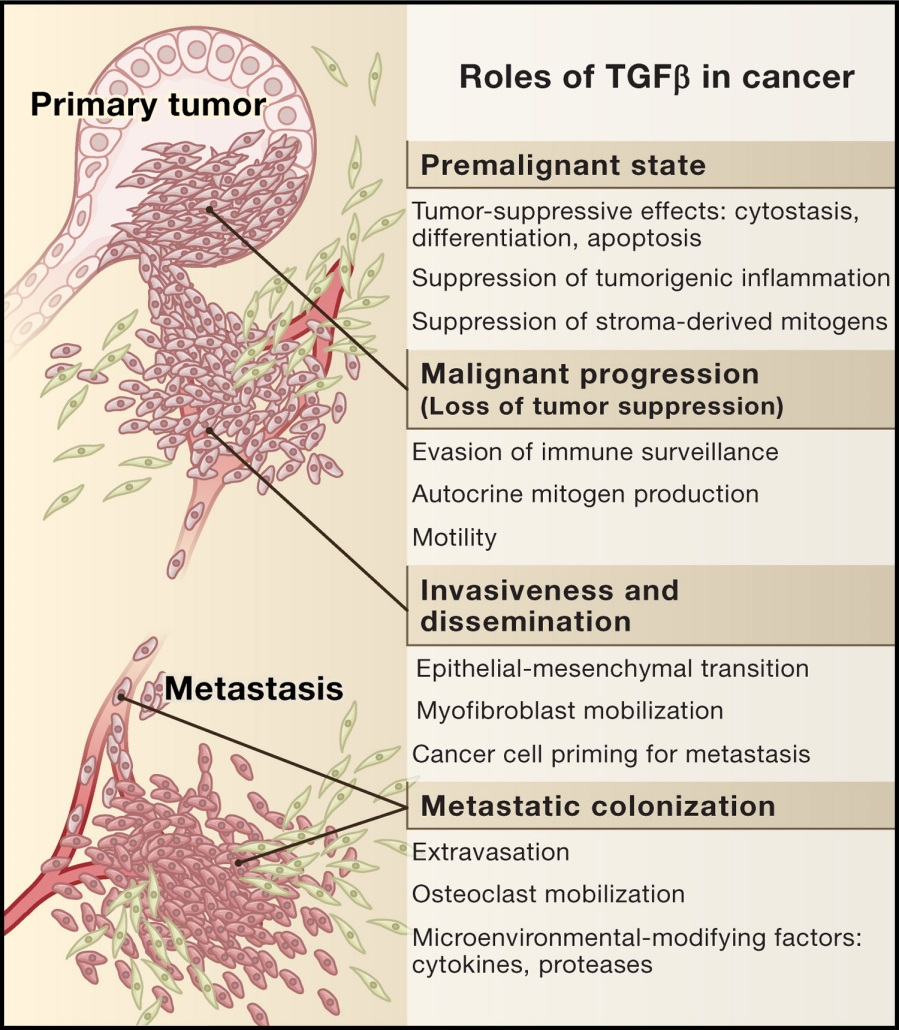 Primary tumor
Metastasis
Roles of TGFβ in cancer
Premalignant state
Tumor-suppressive effects: cytostasis,
differentiation, apoptosis
Suppression of tumorigenic inflammation
Suppression of stroma-derived mitogens
Malignant progression
(Loss of tumor suppression)
Evasion of immune surveillance
Autocrine mitogen production
Motility
Invasiveness and
dissemination
Epithelial-mesenchymal transition
Myofibroblast mobilization
Cancer cell priming for metastasis
Metastatic colonization
Extravasation
Osteoclast mobilization
Microenvironmental-modifying factors:
cytokines, proteases